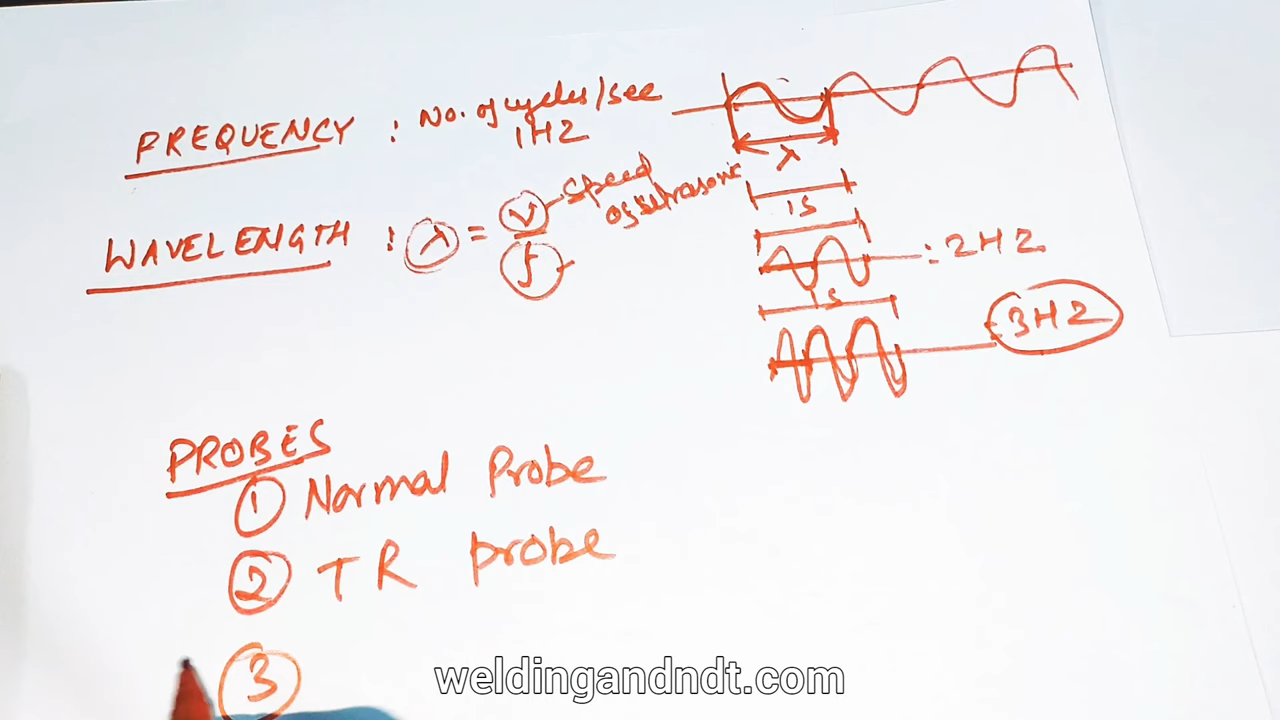 FREQUENCY : No. of cycles/sec
1HZ
λ
WAVELENGTH : λ = v/f
Speed
of ultrasonic
1S
: 2HZ
1S
3HZ
PROBES
① Normal Probe
② TR probe
③
weldingandndt.com